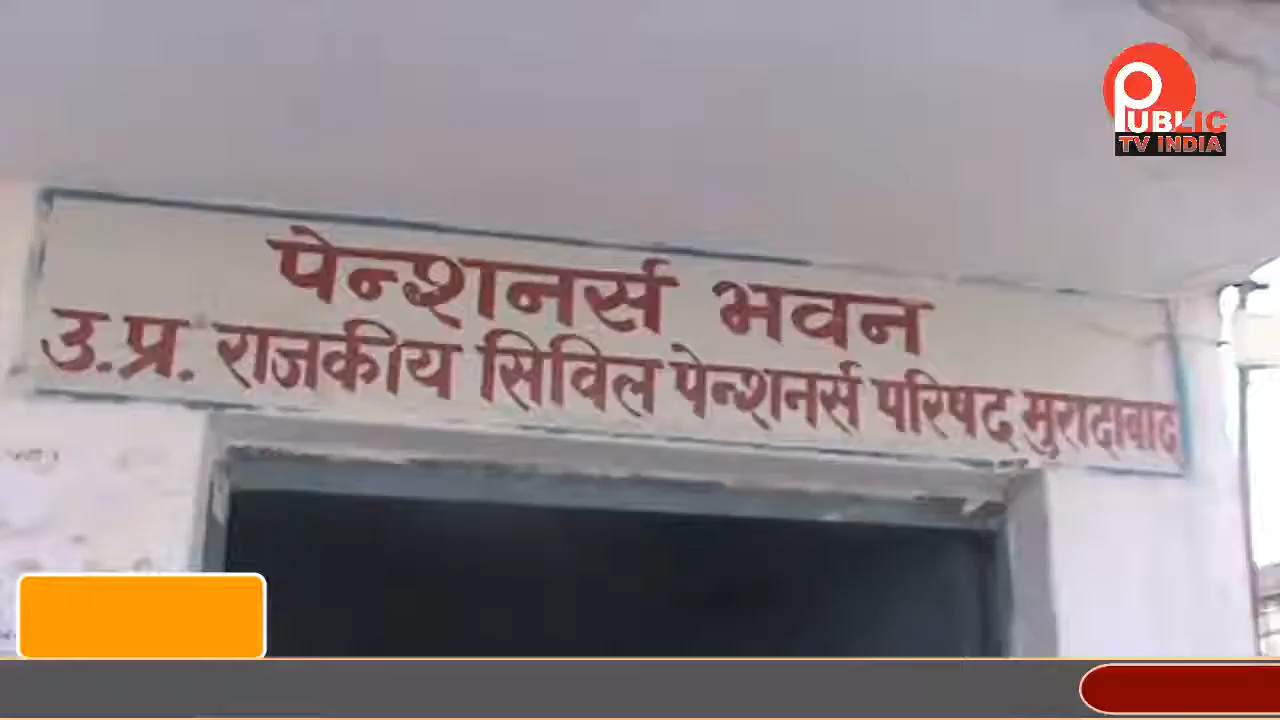 PUBLIC
TV INDIA
पेन्शनर्स भवन
उ.प्र. राजकीय सिविल पेन्शनर्स परिषद मुरादाबाद